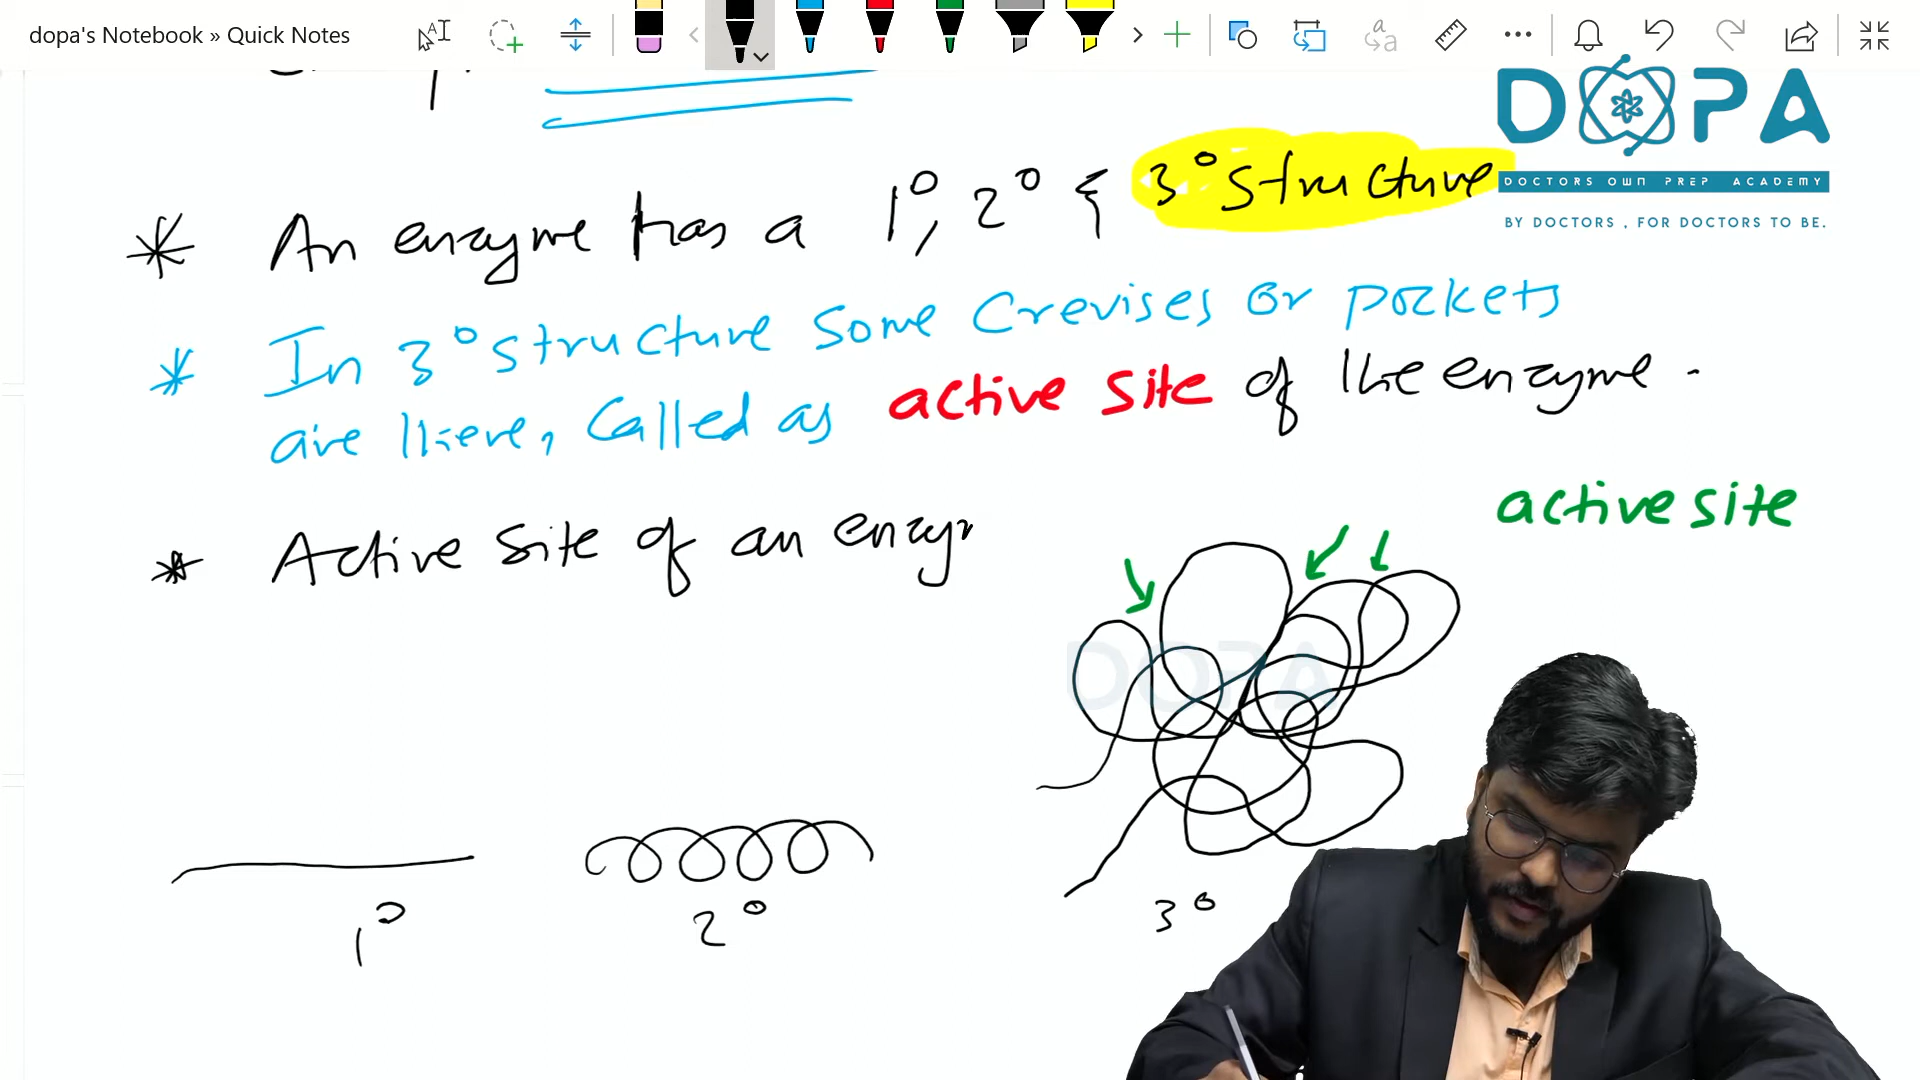 dopa's Notebook » Quick Notes
DOPA
DOCTORS OWN PREP ACADEMY
BY DOCTORS , FOR DOCTORS TO BE.
* An enzyme has a 1°, 2° & 3° structure
* In 3° structure some crevises or pockets
are there, called as active site of the enzyme.
active site
* Active site of an enzym
DOPA
1°
2°
3°